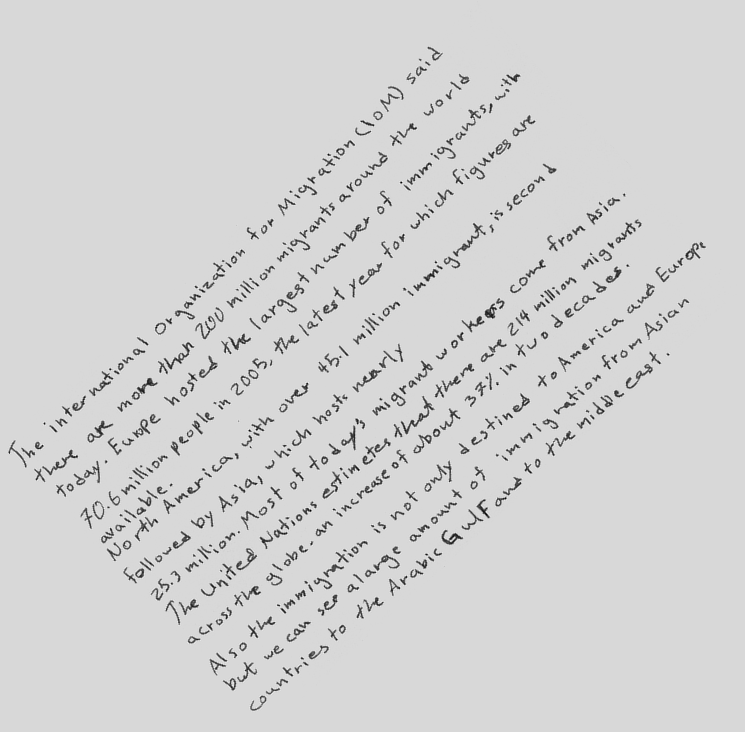 The international Organization for Migration (IOM) said
there are more than 200 million migrants around the world
today. Europe hosted the largest number of immigrants, with
70.6 million people in 2005, the latest year for which figures are
available.
North America, with over 45.1 million immigrant, is second
followed by Asia, which hosts nearly
25.3 million. Most of today's migrant workers come from Asia.
The United Nations estimetes that there are 214 million migrants
across the globe. an increase of about 37% in two decades.
Also the immigration is not only destined to America and Europe
but we can see a large amount of immigration from Asian
countries to the Arabic Gulf and to the middle east.